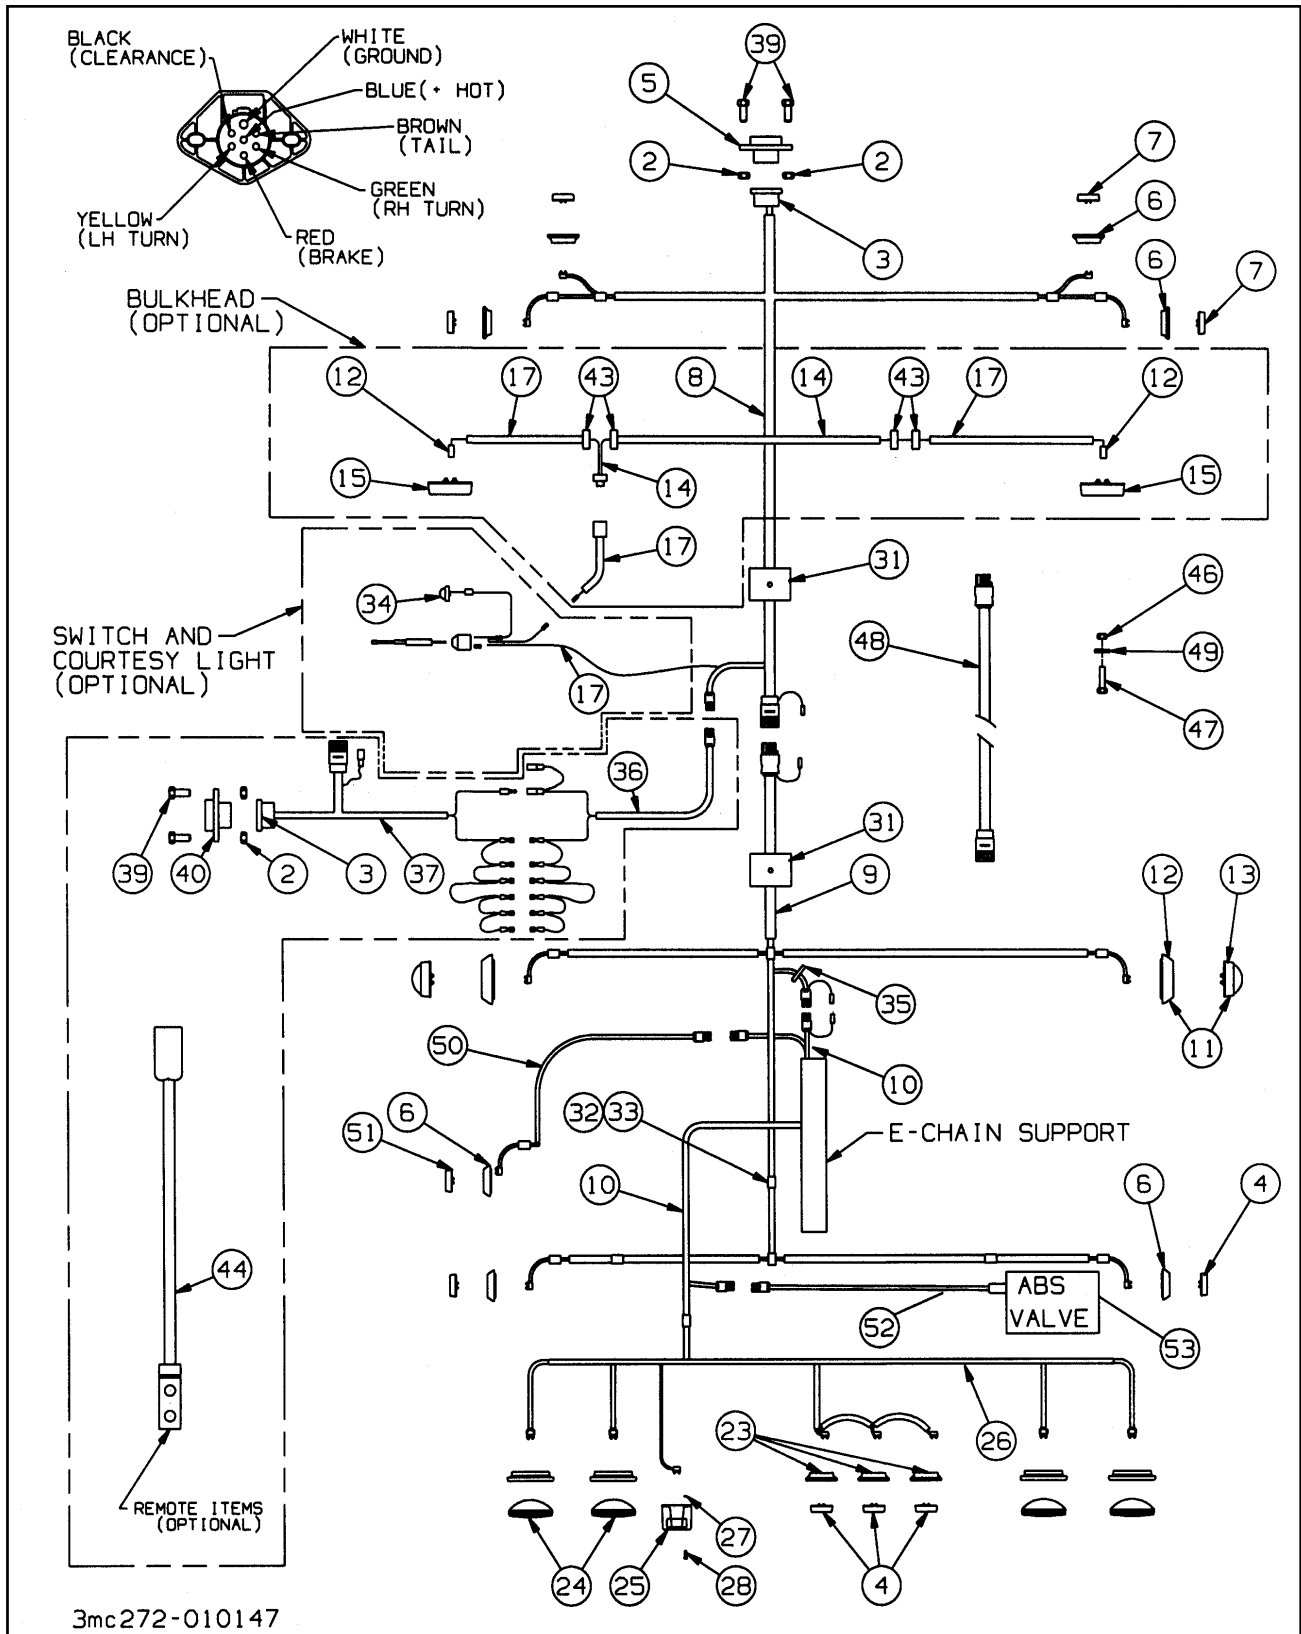 BLACK
(CLEARANCE)
WHITE
(GROUND)
BLUE(+ HOT)
BROWN
(TAIL)
GREEN
(RH TURN)
YELLOW
(LH TURN)
RED
(BRAKE)
39
5
2
2
3
7
6
6
7
BULKHEAD
(OPTIONAL)
12
17
43
8
14
43
17
12
15
14
15
17
31
34
SWITCH AND
COURTESY LIGHT
(OPTIONAL)
17
48
46
49
47
36
39
40
2
3
37
31
9
12
13
35
11
50
10
32
33
51
6
E-CHAIN SUPPORT
10
6
4
44
ABS
VALVE
52
53
23
26
REMOTE ITEMS
(OPTIONAL)
27
24
25
28
4
3mc272-010147